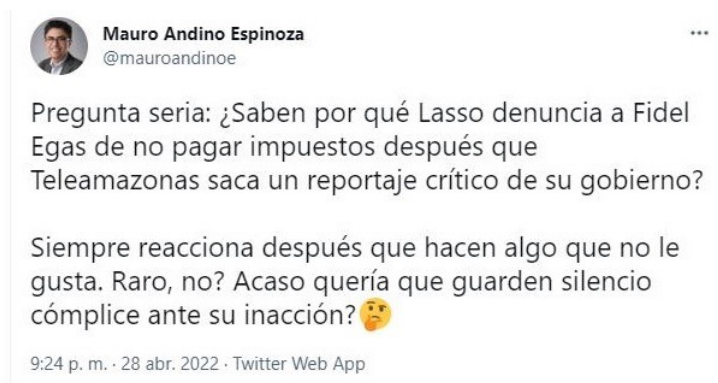 Mauro Andino Espinoza
@mauroandinoe
Pregunta seria: ¿Saben por qué Lasso denuncia a Fidel
Egas de no pagar impuestos después que
Teleamazonas saca un reportaje crítico de su gobierno?
Siempre reacciona después que hacen algo que no le
gusta. Raro, no? Acaso quería que guarden silencio
cómplice ante su inacción?🤔
9:24 p. m. · 28 abr. 2022 · Twitter Web App